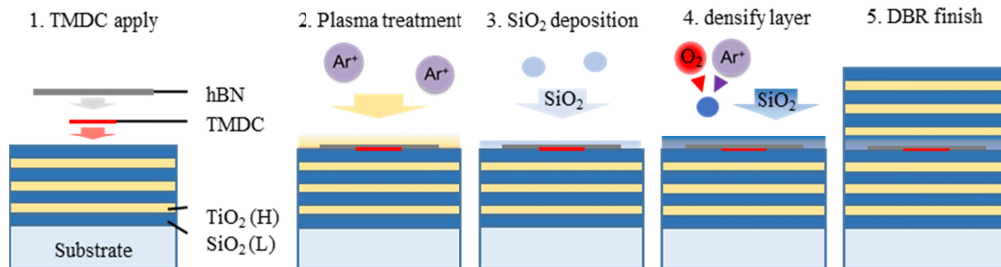 1. TMDC apply
hBN
TMDC
TiO₂ (H)
SiO₂ (L)
Substrate
2. Plasma treatment
Ar⁺
Ar⁺
3. SiO₂ deposition
SiO₂
4. densify layer
O₂
Ar⁺
SiO₂
5. DBR finish